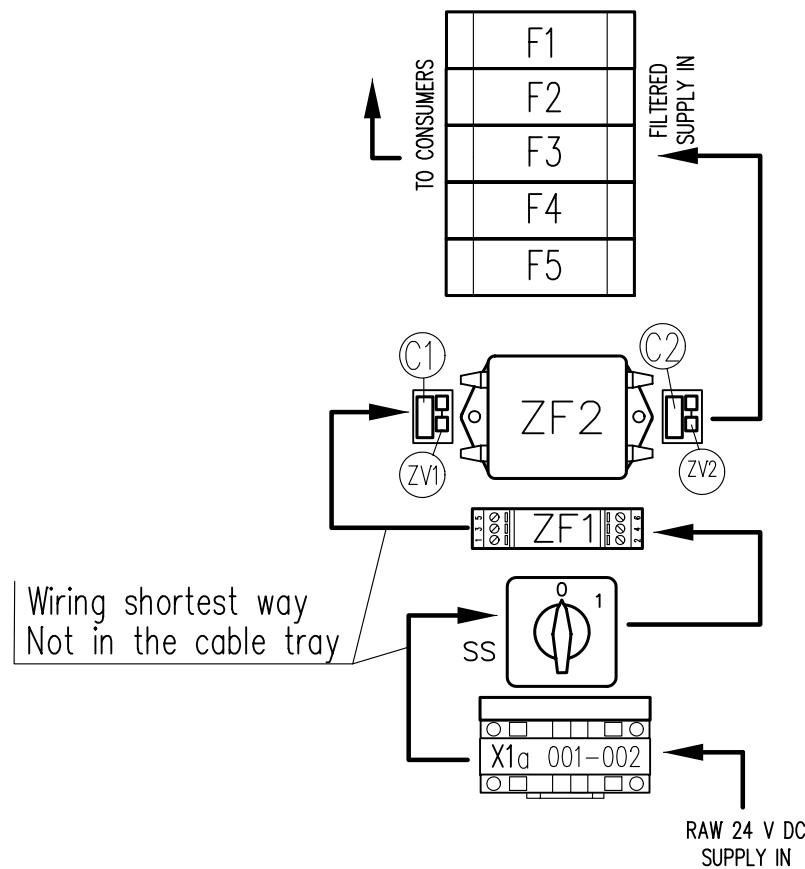 F1
F2
F3
F4
F5
TO CONSUMERS
FILTERED
SUPPLY IN
C1
C2
ZF2
ZV1
ZV2
1 3 5
ZF1
2 4 6
Wiring shortest way
Not in the cable tray
0
1
SS
X1a 001-002
RAW 24 V DC
SUPPLY IN